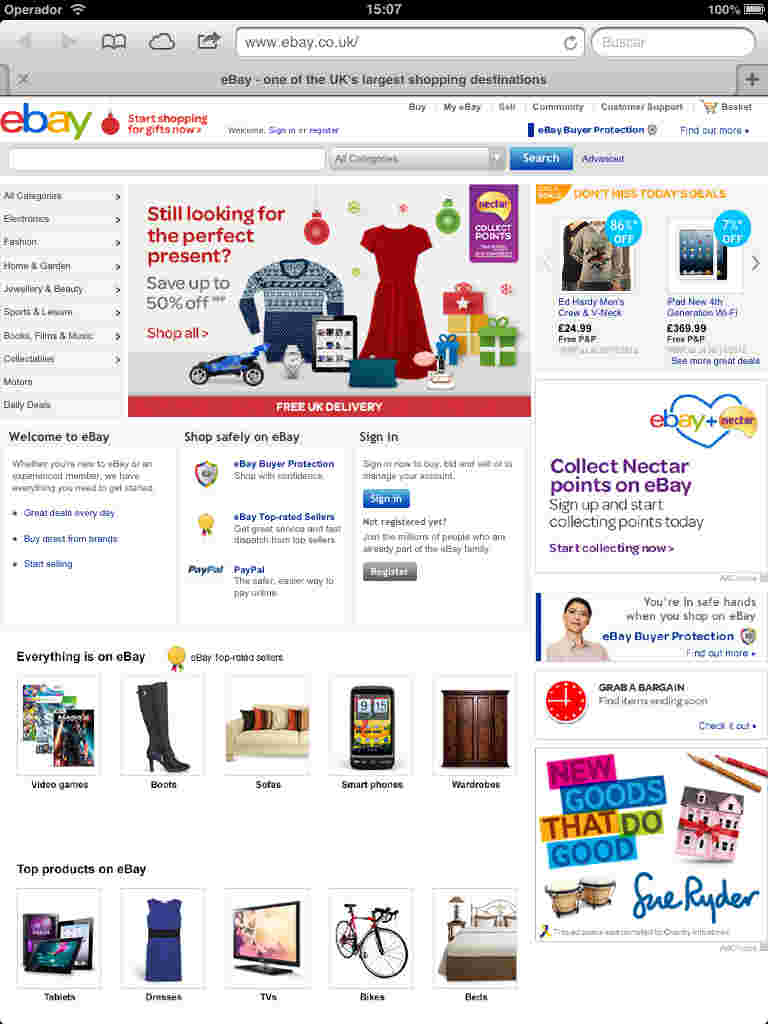 Operador
15:07
100%
www.ebay.co.uk/
Buscar
eBay - one of the UK's largest shopping destinations
Buy
My eBay
Sell
Community
Customer Support
Basket
ebay
Start shopping
for gifts now >
Welcome. Sign in or register
eBay Buyer Protection
Find out more
All Categories
Search
Advanced
All Categories
Electronics
Fashion
Home & Garden
Jewellery & Beauty
Sports & Leisure
Books, Films & Music
Collectables
Motors
Daily Deals
Still looking for
the perfect
present?
Save up to
50% off
Shop all >
nectar
COLLECT
POINTS
FREE UK DELIVERY
DON'T MISS TODAY'S DEALS
86%*
OFF
7%*
OFF
Ed Hardy Men's
Crew & V-Neck
£24.99
Free P&P
iPad New 4th
Generation Wi-Fi
£369.99
Free P&P
See more great deals
Welcome to eBay
Whether you're new to eBay or an
experienced member, we have
everything you need to get started.
Great deals every day
Buy direct from brands
Start selling
Shop safely on eBay
eBay Buyer Protection
Shop with confidence.
eBay Top-rated Sellers
Get great service and fast
dispatch from top sellers
PayPal
PayPal
The safer, easier way to
pay online.
Sign in
Sign in now to buy, bid and sell or to
manage your account.
Sign in
Not registered yet?
Join the millions of people who are
already part of the eBay family.
Register
ebay+nectar
Collect Nectar
points on eBay
Sign up and start
collecting points today
Start collecting now >
AdChoice
You're in safe hands
when you shop on eBay
eBay Buyer Protection
Find out more
GRAB A BARGAIN
Find items ending soon
Check it out
Everything is on eBay
eBay Top-rated sellers
9 15
Video games
Boots
Sofas
Smart phones
Wardrobes
NEW
GOODS
THAT DO
GOOD
Sue Ryder
This ad space was donated to Charity initiatives
AdChoice
Top products on eBay
Tablets
Dresses
TVs
Bikes
Beds